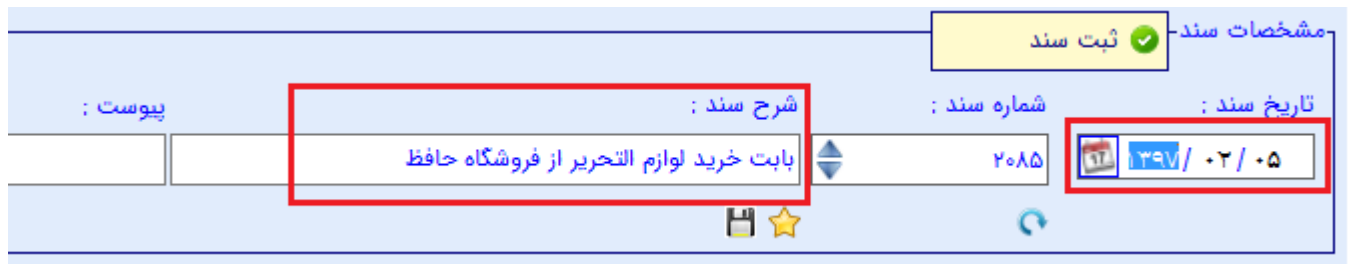 مشخصات سند
ثبت سند
تاریخ سند :
شماره سند :
شرح سند :
پیوست :
۱۳۹۷/ ۰۲/ ۰۵
۲۰۸۵
بابت خرید لوازم التحریر از فروشگاه حافظ
17